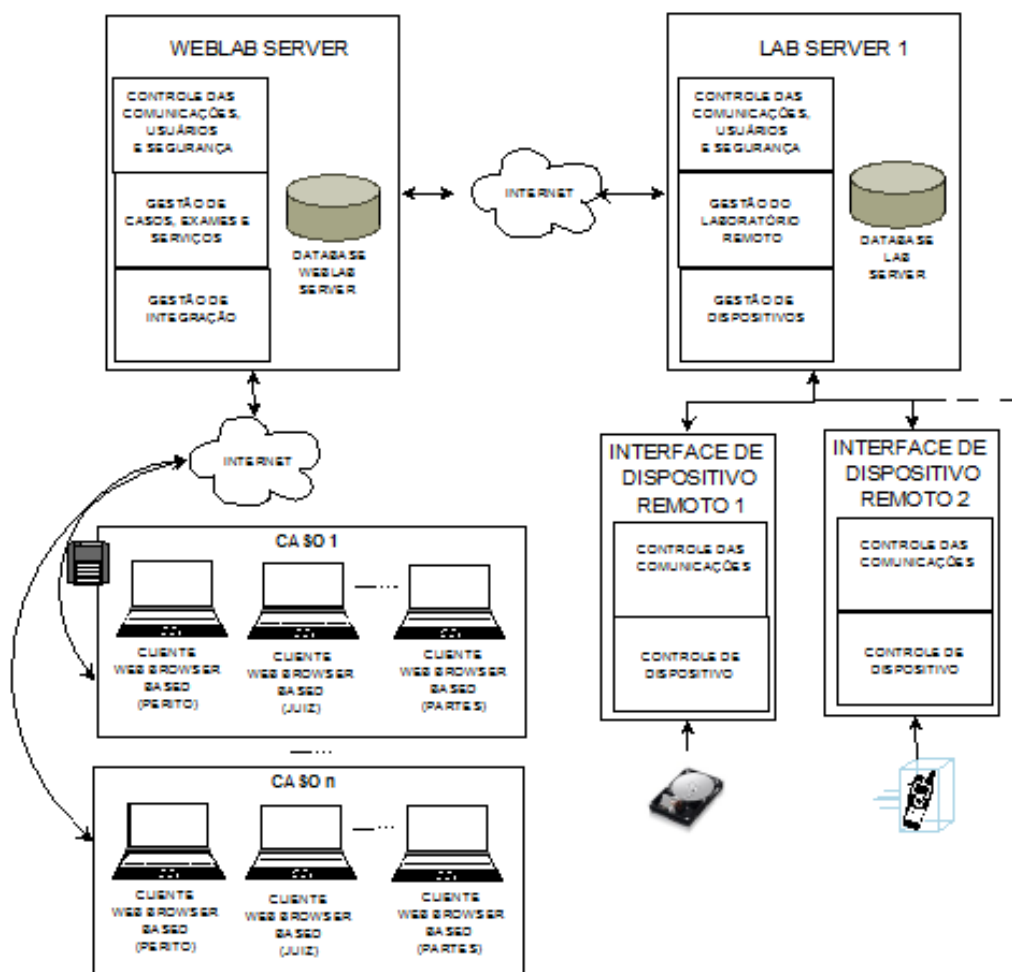 WEBLAB SERVER
CONTROLE DAS
COMUNICAÇÕES,
USUÁRIOS
E SEGURANÇA
GESTÃO DE
CASOS, EXAMES E
SERVIÇOS
GESTÃO DE
INTEGRAÇÃO
DATABASE
WEBLAB
SERVER
INTERNET
LAB SERVER 1
CONTROLE DAS
COMUNICAÇÕES,
USUÁRIOS
E SEGURANÇA
GESTÃO DO
LABORATÓRIO
REMOTO
GESTÃO DE
DISPOSITIVOS
DATABASE
LAB
SERVER
INTERNET
INTERFACE DE
DISPOSITIVO
REMOTO 1
CONTROLE DAS
COMUNICAÇÕES
CONTROLE DE
DISPOSITIVO
INTERFACE DE
DISPOSITIVO
REMOTO 2
CONTROLE DAS
COMUNICAÇÕES
CONTROLE DE
DISPOSITIVO
CASO 1
CLIENTE
WEB BROWSER
BASED
(PERITO)
CLIENTE
WEB BROWSER
BASED
(JUIZ)
CLIENTE
WEB BROWSER
BASED
(PARTES)
CASO n
CLIENTE
WEB BROWSER
BASED
(PERITO)
CLIENTE
WEB BROWSER
BASED
(JUIZ)
CLIENTE
WEB BROWSER
BASED
(PARTES)